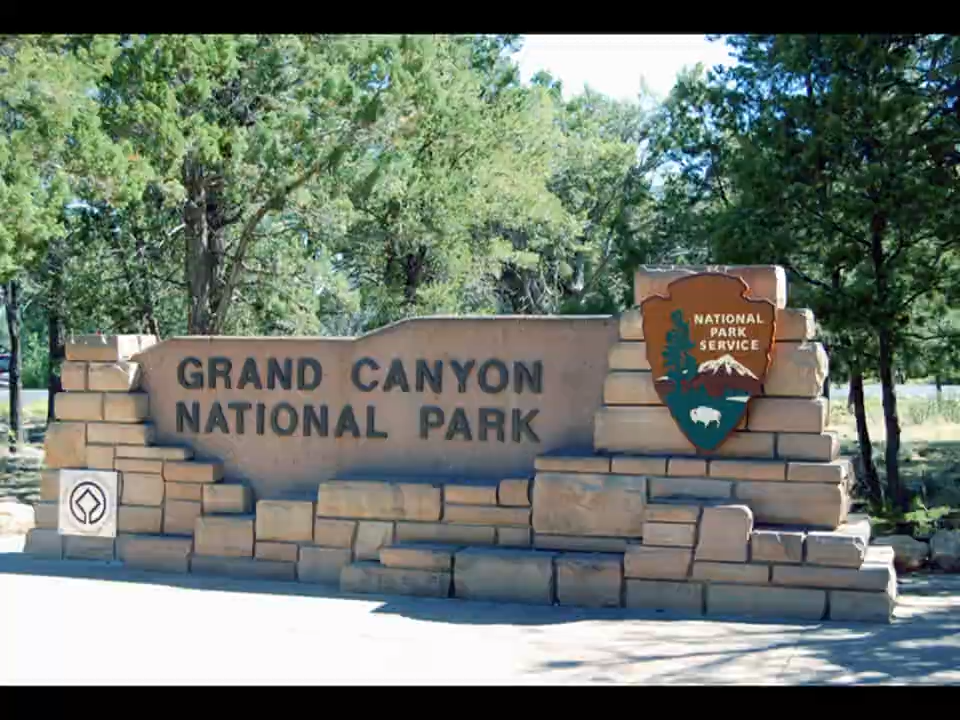 GRAND CANYON
NATIONAL PARK
NATIONAL
PARK
SERVICE